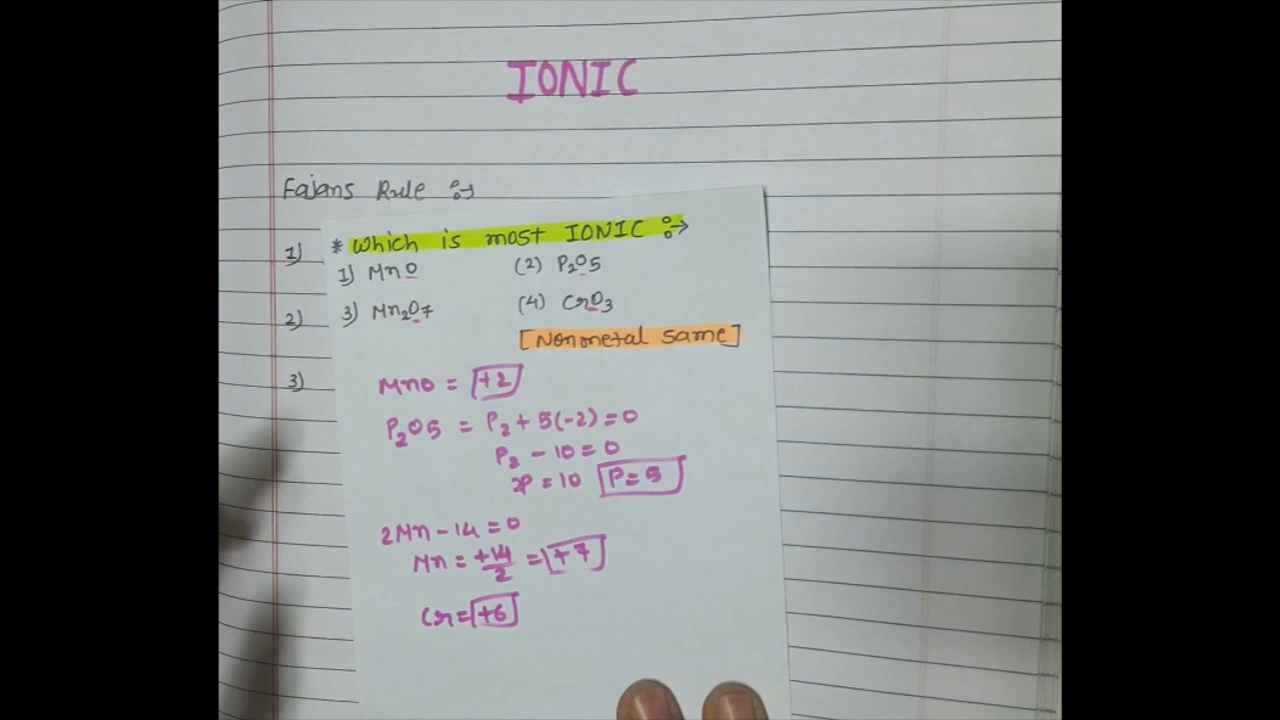 IONIC
Fajans Rule :→
1)
2)
3)
* Which is most IONIC :→
1) MnO (2) P₂O₅
3) Mn₂O₇ (4) CrO₃
[Nonmetal same]
MnO = +2
P₂O₅ = P₂ + 5(-2) = 0
P₂ - 10 = 0
2P = 10 P = 5
2Mn - 14 = 0
Mn = +14/2 = +7
Cr = +6